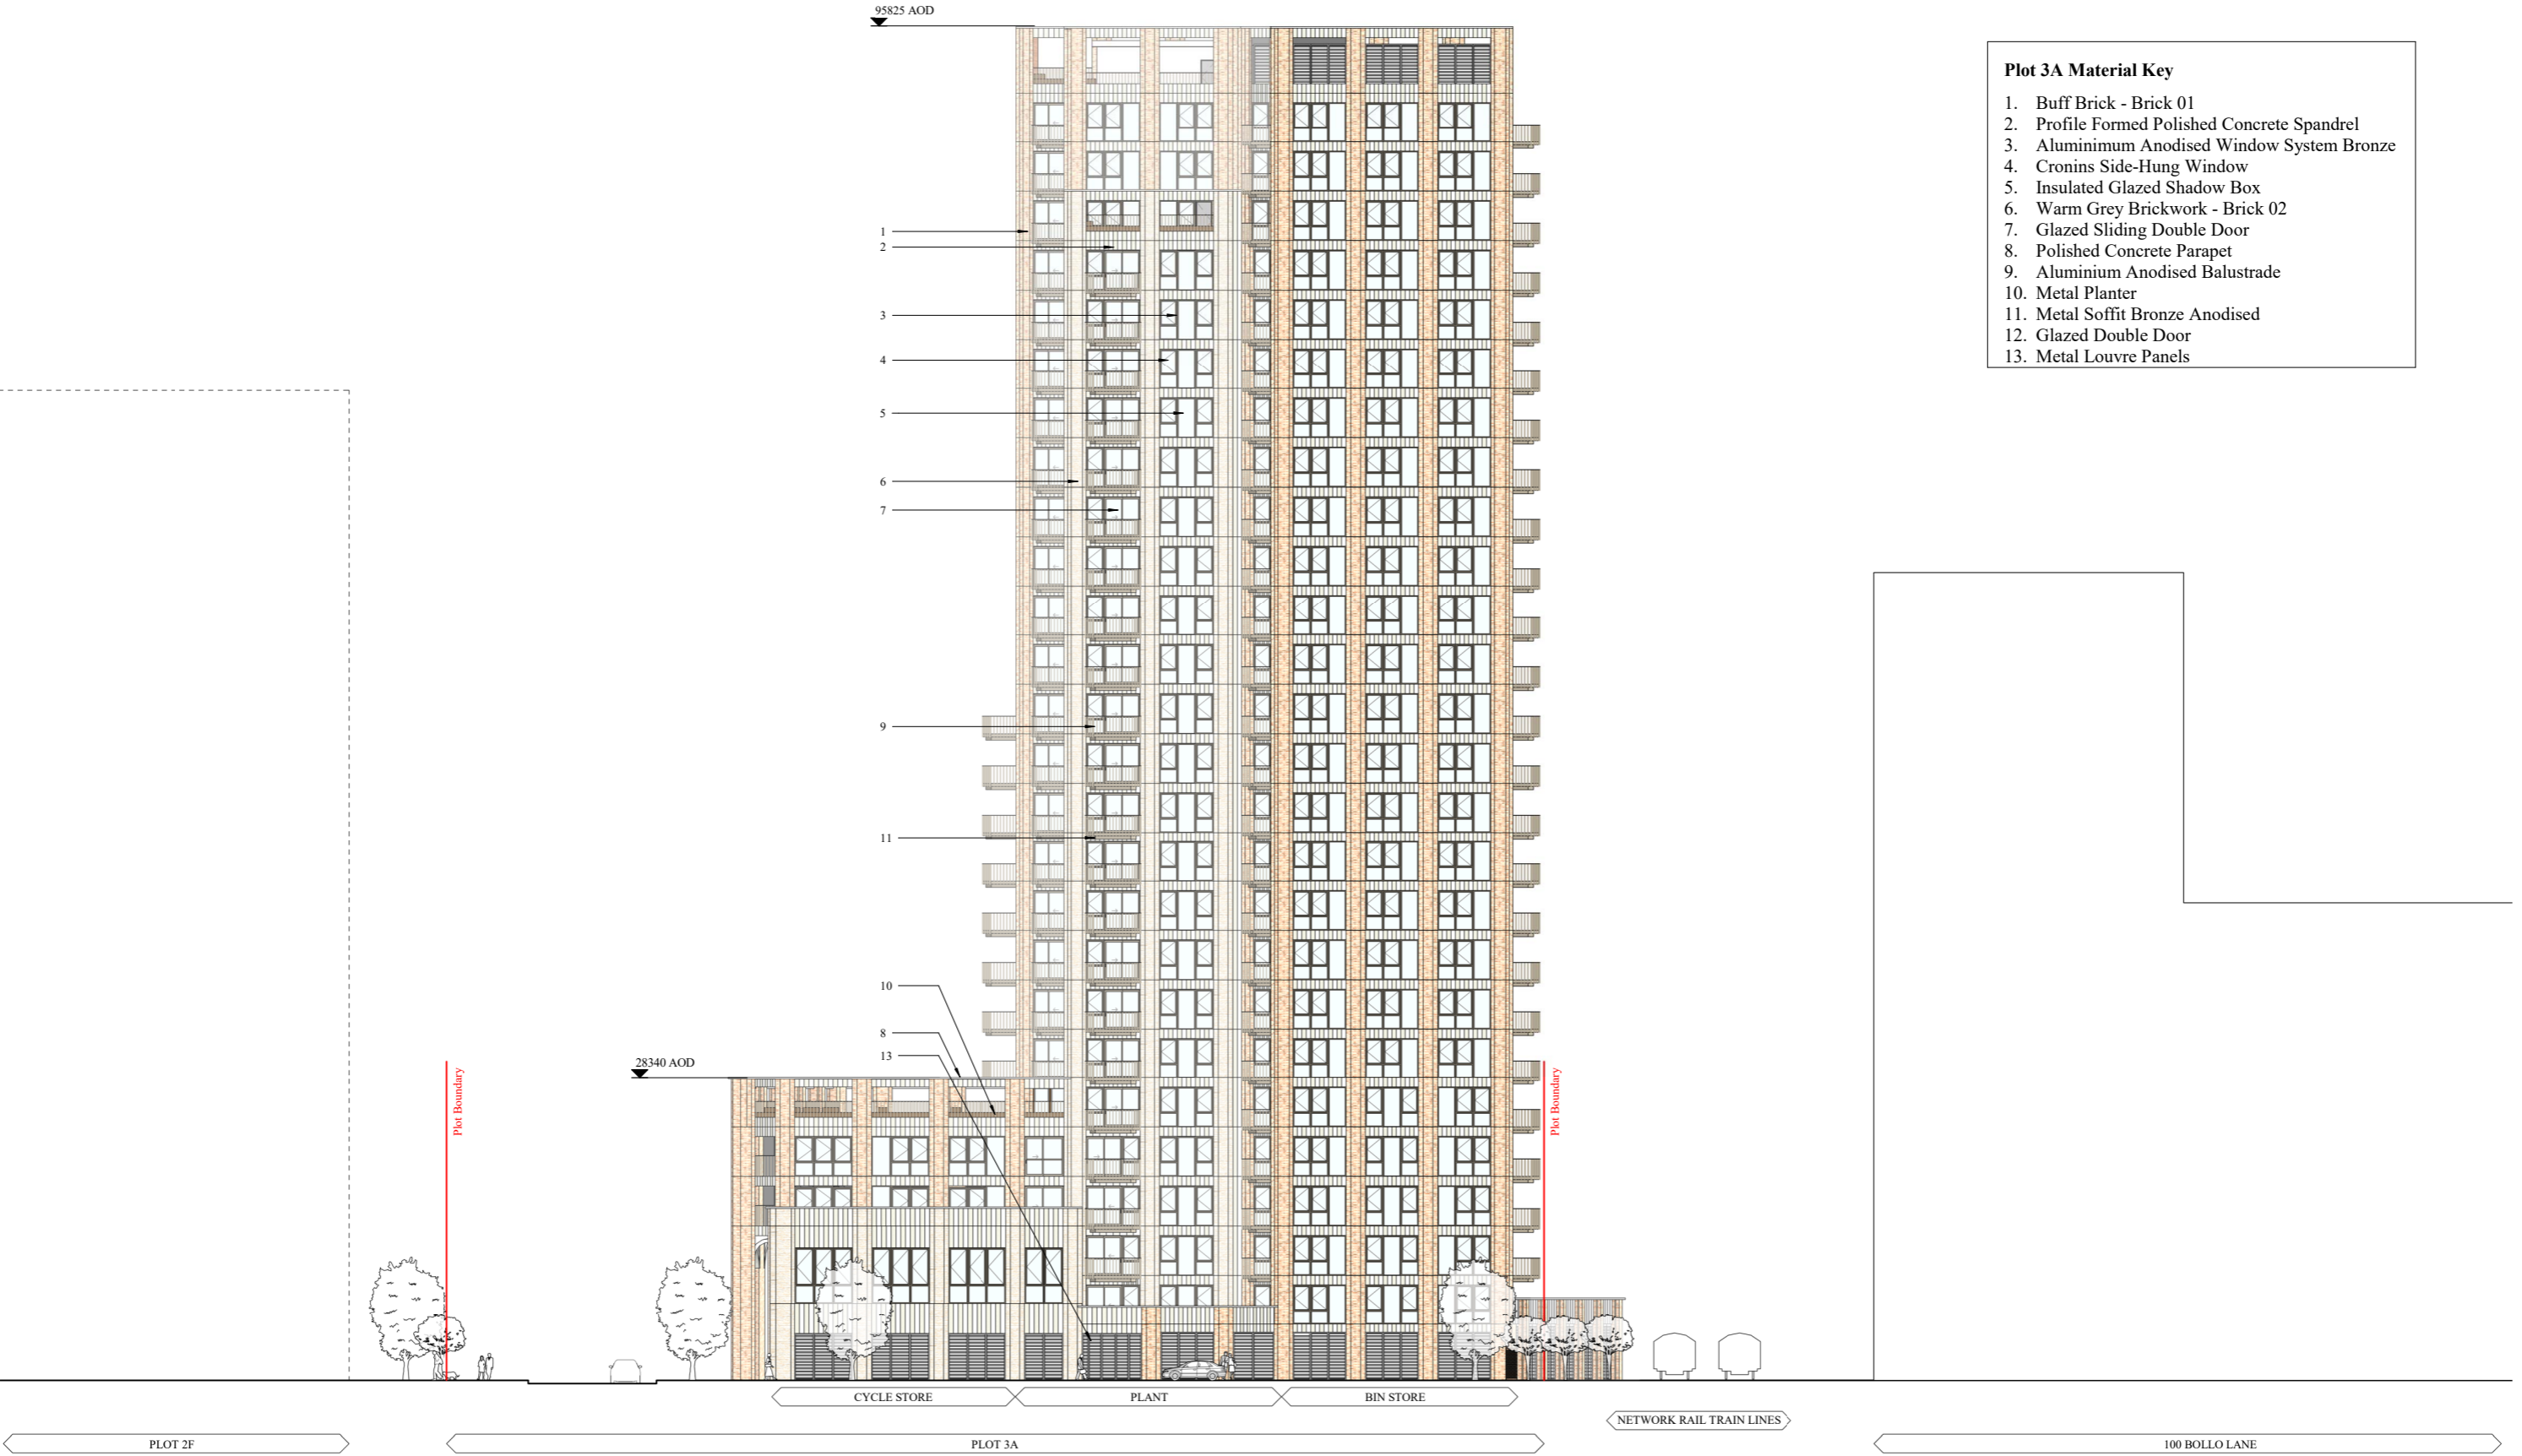 95825 AOD
Plot 3A Material Key
1. Buff Brick - Brick 01
2. Profile Formed Polished Concrete Spandrel
3. Aluminimum Anodised Window System Bronze
4. Cronins Side-Hung Window
5. Insulated Glazed Shadow Box
6. Warm Grey Brickwork - Brick 02
7. Glazed Sliding Double Door
8. Polished Concrete Parapet
9. Aluminium Anodised Balustrade
10. Metal Planter
11. Metal Soffit Bronze Anodised
12. Glazed Double Door
13. Metal Louvre Panels
1
2
3
4
5
6
7
9
11
10
8
13
28340 AOD
Plot Boundary
Plot Boundary
CYCLE STORE
PLANT
BIN STORE
NETWORK RAIL TRAIN LINES
PLOT 2F
PLOT 3A
100 BOLLO LANE